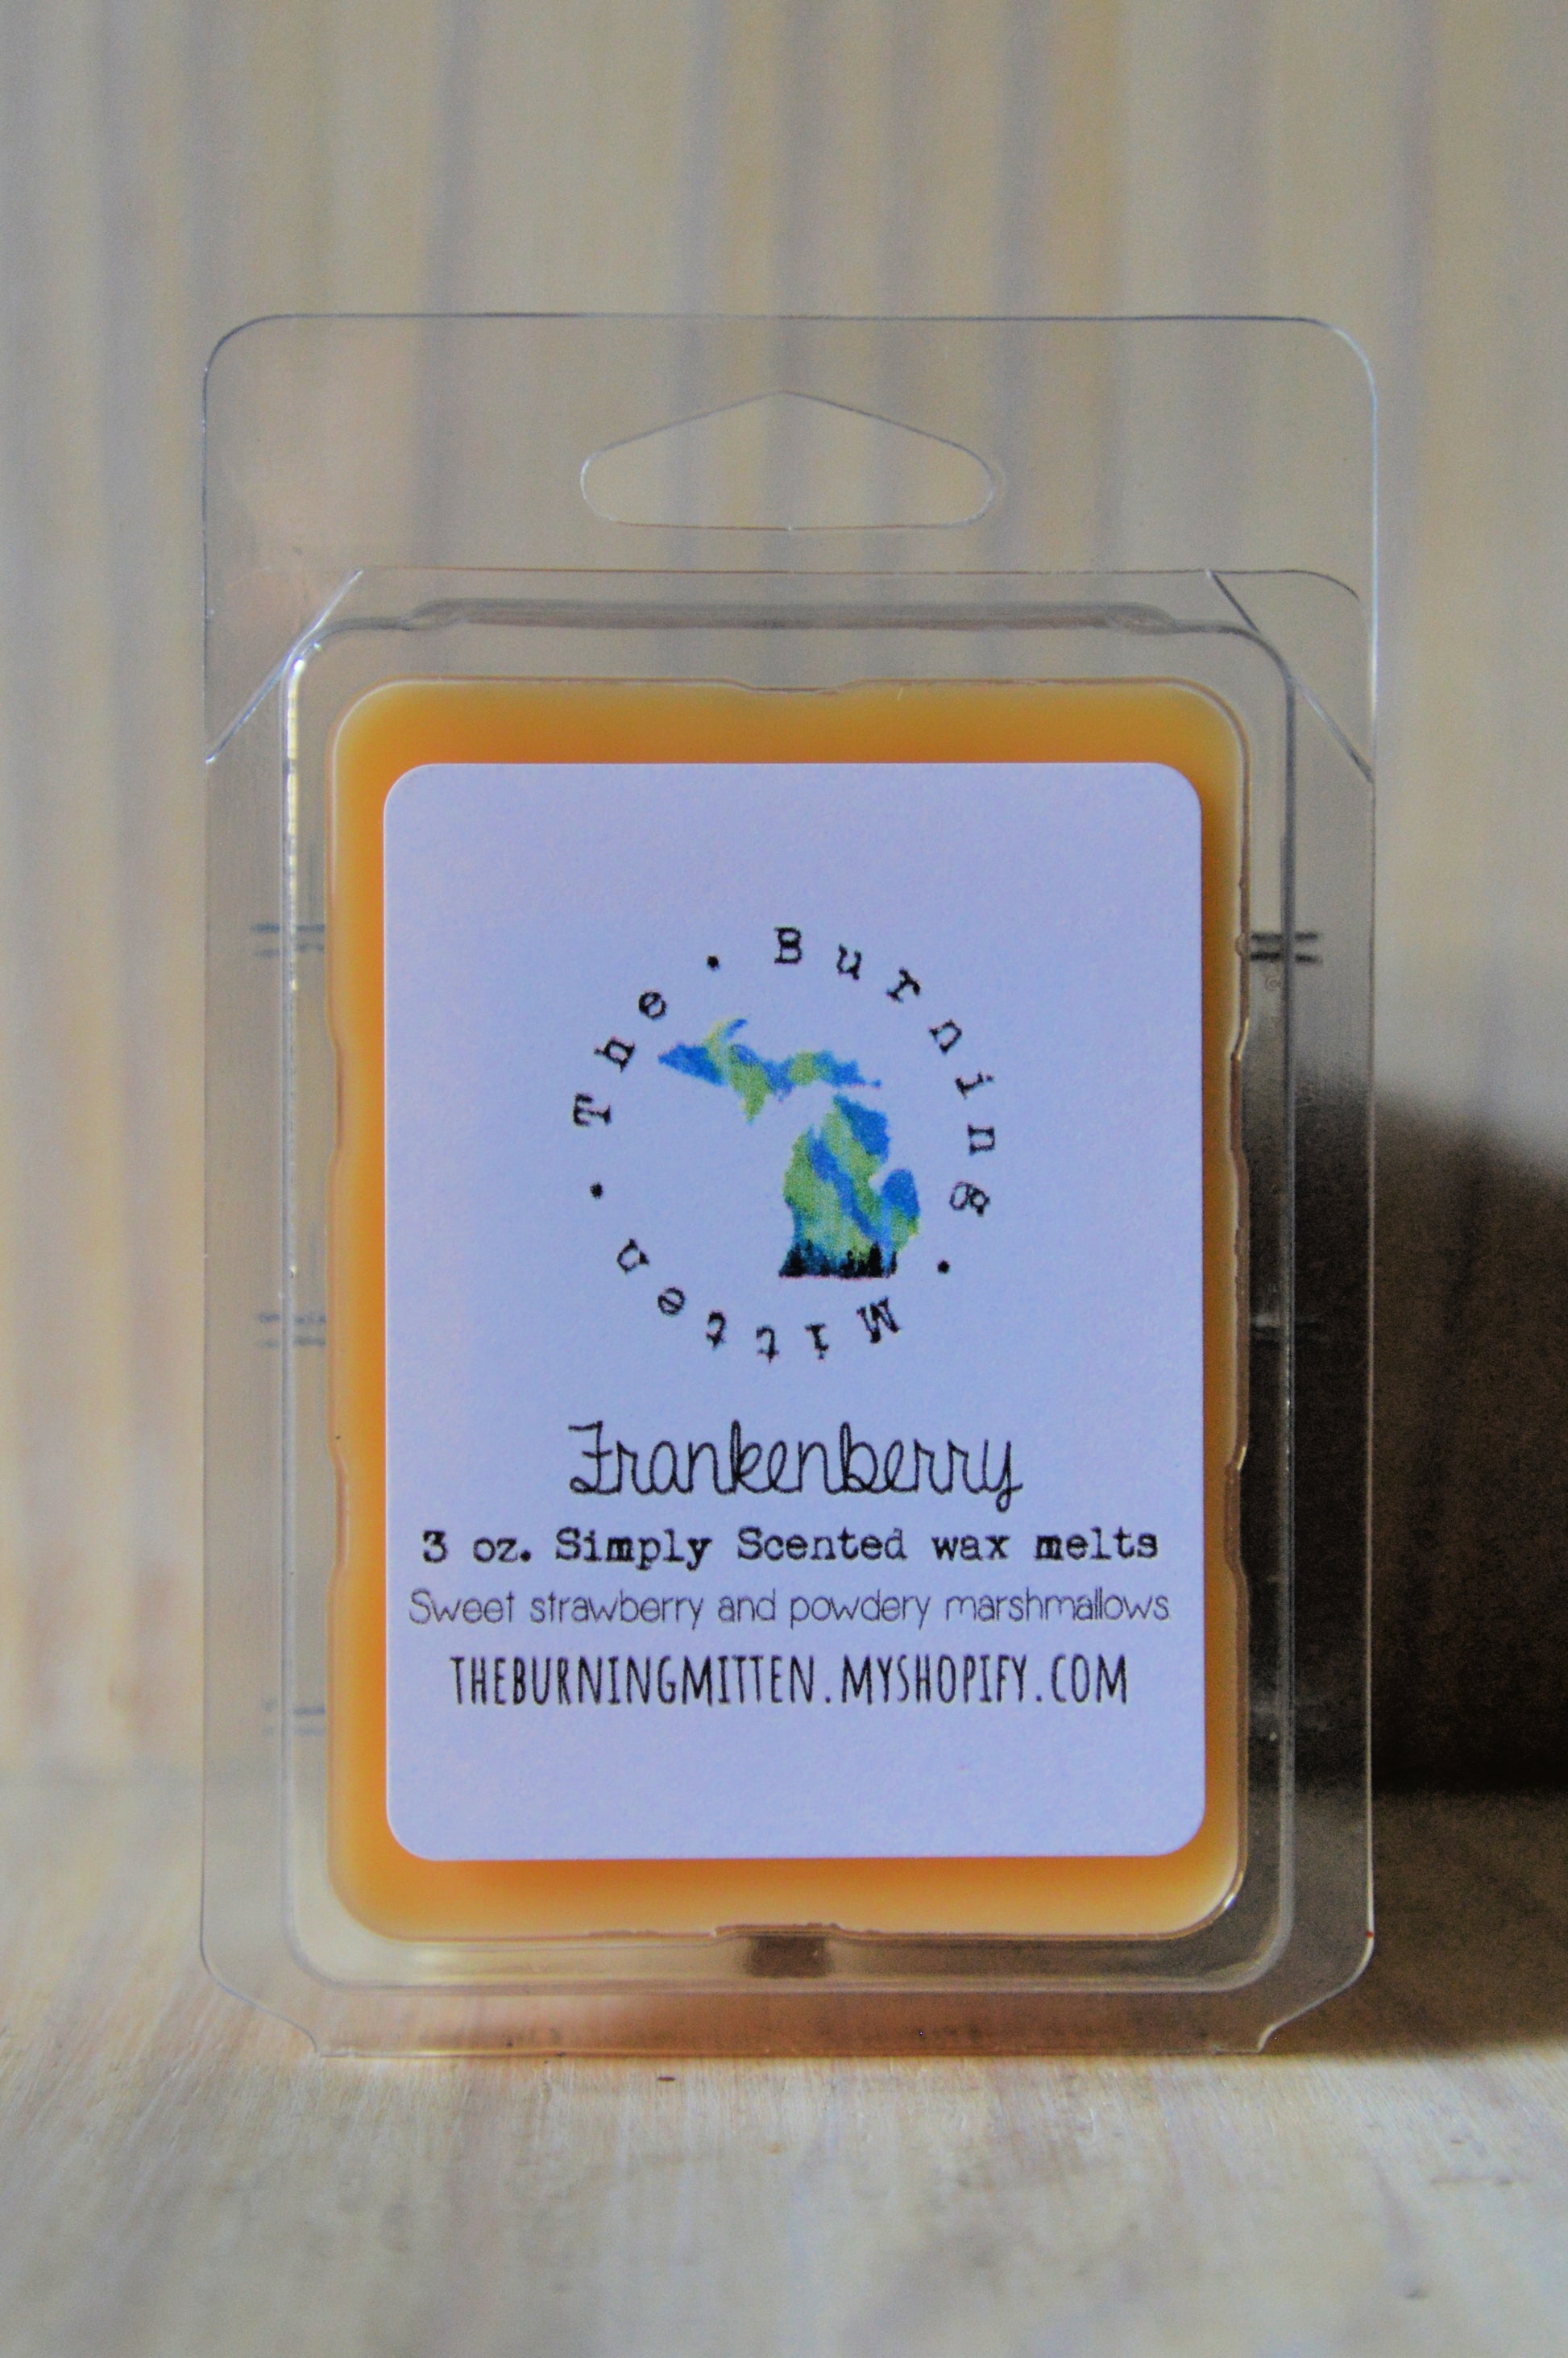 The . Burning . Mitten .
Frankenberry
3 oz. Simply Scented wax melts
Sweet strawberry and powdery marshmallows
THEBURNINGMITTEN.MYSHOPIFY.COM